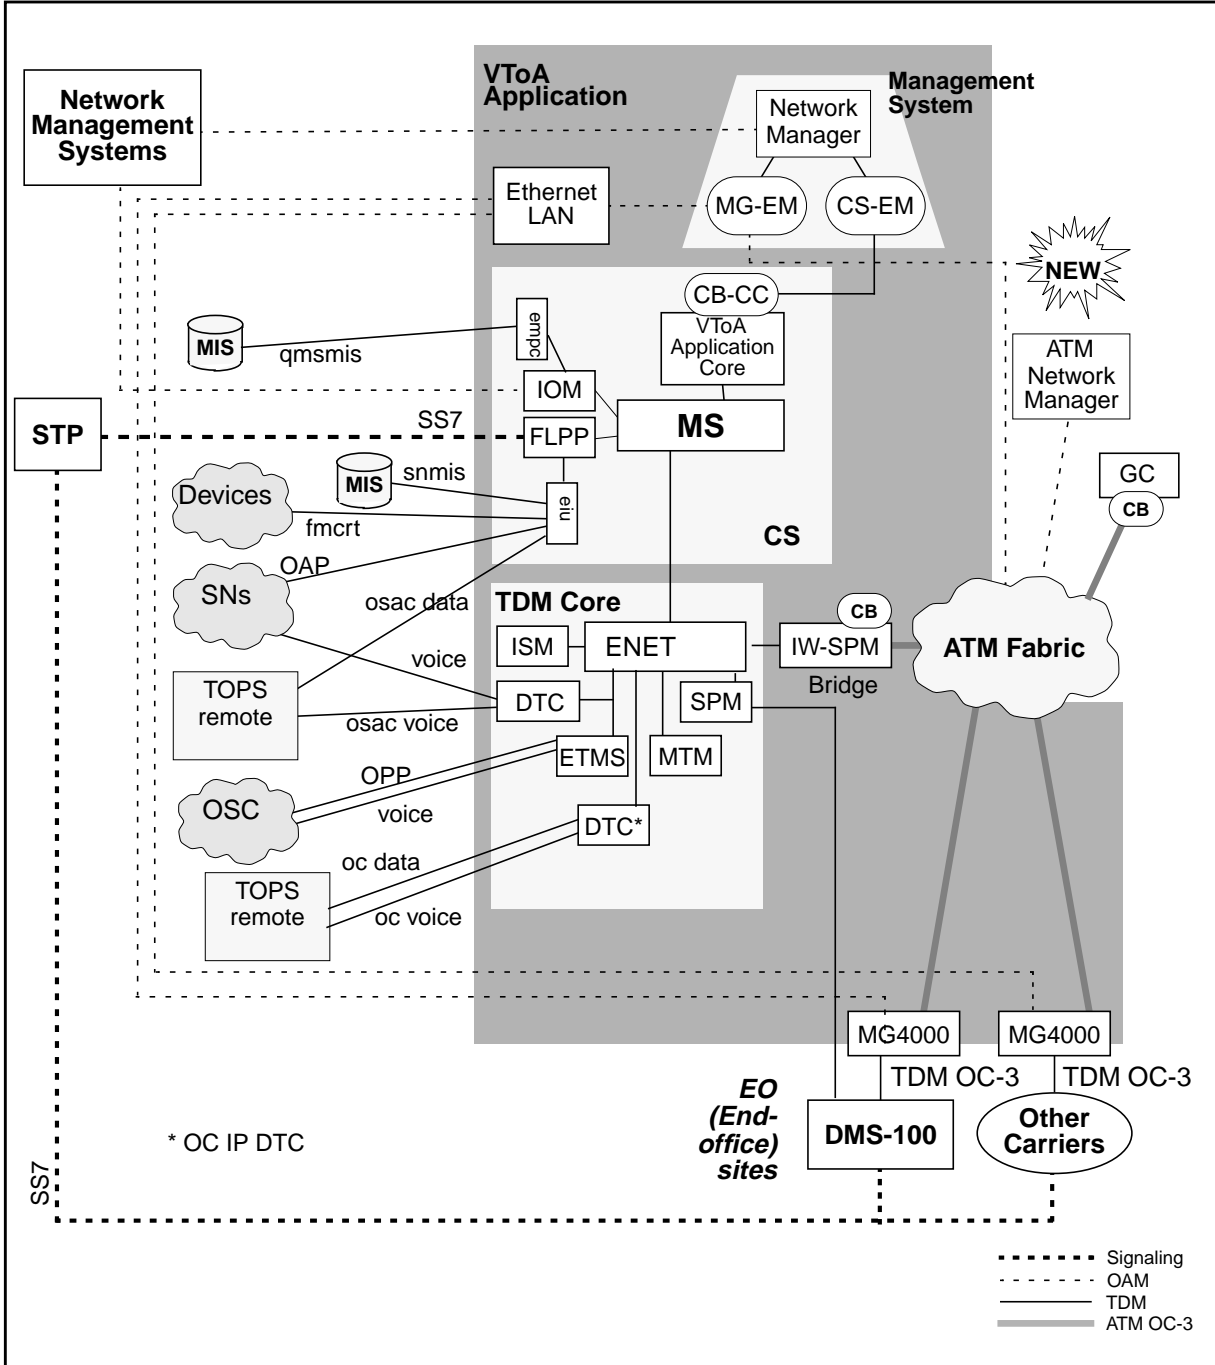 VToA
Application
Management
System
Network
Management
Systems
Network
Manager
Ethernet
LAN
MG-EM
CS-EM
NEW
CB-CC
VToA
Application
Core
empc
MIS
qmsmis
IOM
ATM
Network
Manager
STP
SS7
FLPP
MS
MIS
snmis
GC
CB
Devices
fmcrt
eiu
CS
OAP
SNs
osac data
TDM Core
CB
ISM
ENET
IW-SPM
ATM Fabric
voice
Bridge
TOPS
remote
DTC
SPM
osac voice
ETMS
MTM
OPP
OSC
voice
DTC*
oc data
TOPS
remote
oc voice
MG4000
MG4000
TDM OC-3
TDM OC-3
EO
(End-
office)
sites
DMS-100
Other
Carriers
* OC IP DTC
SS7
Signaling
OAM
TDM
ATM OC-3